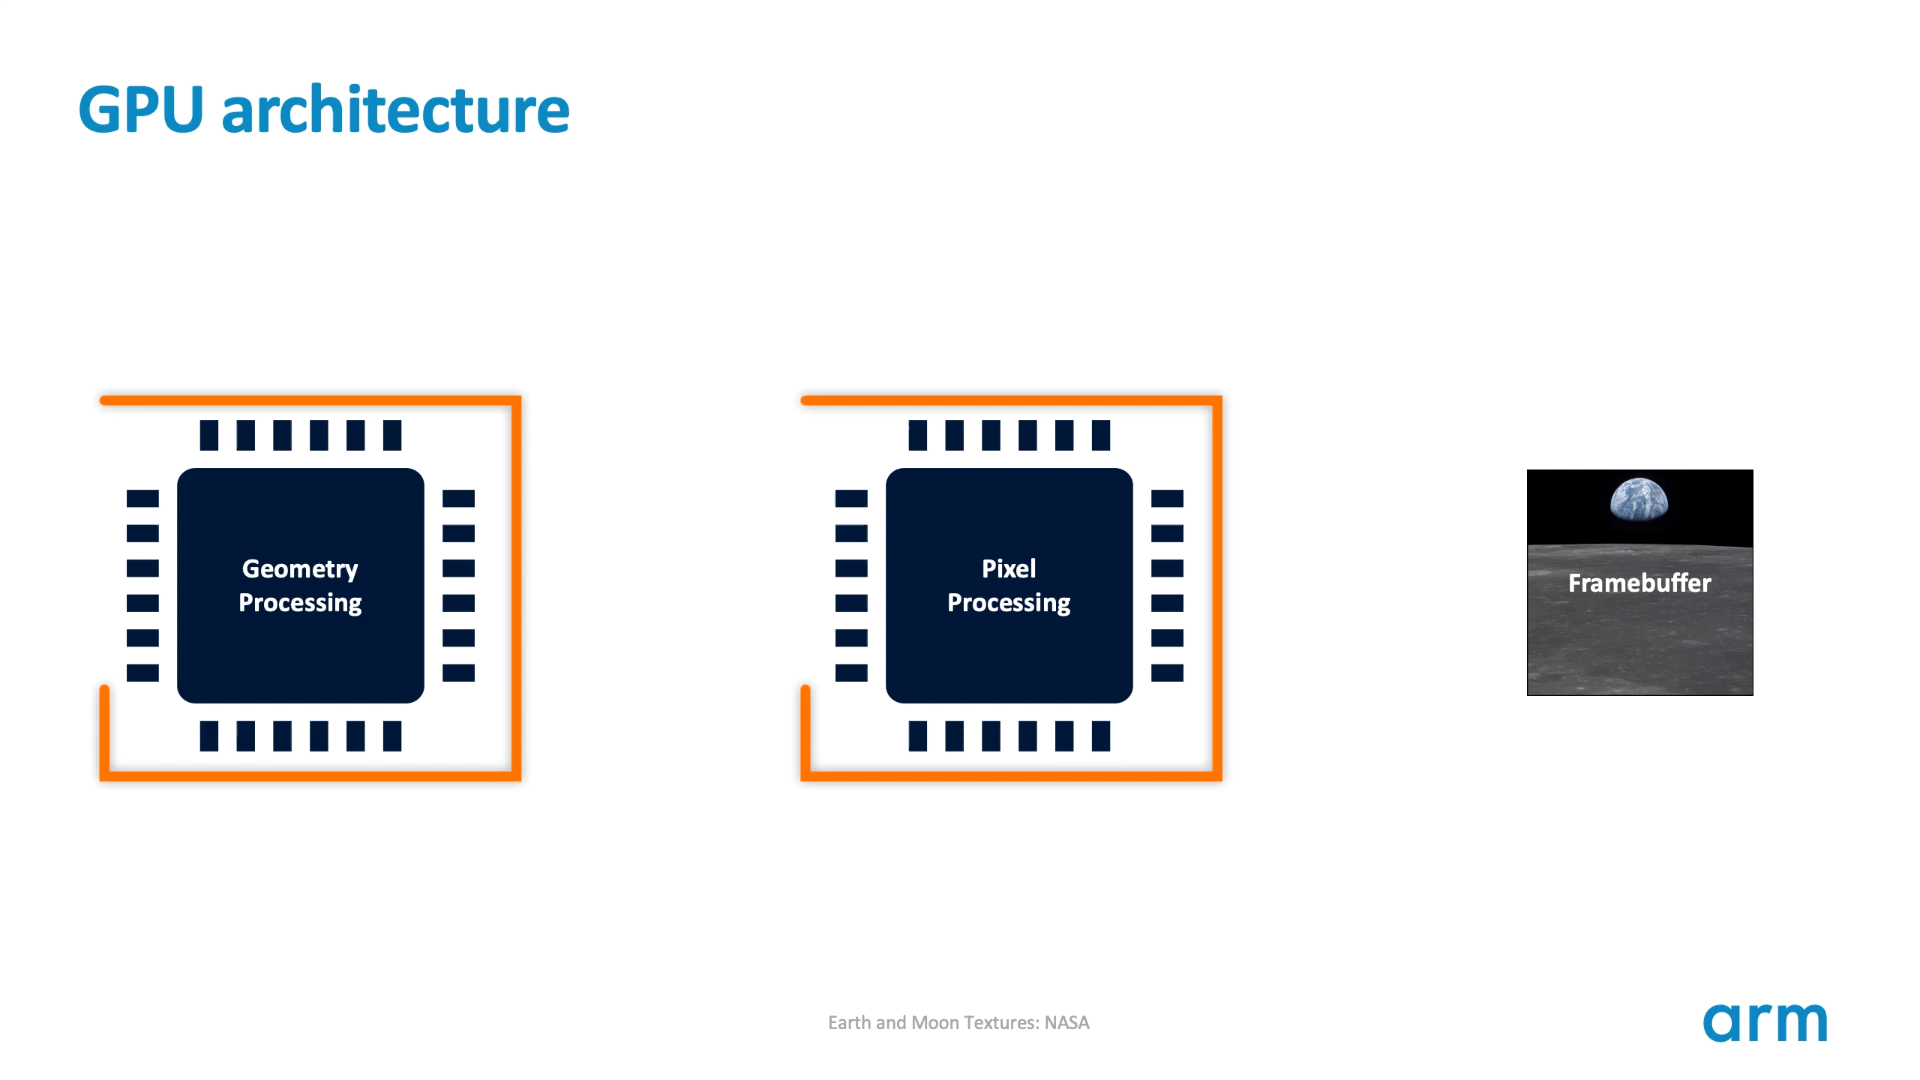 GPU architecture
Geometry
Processing
Pixel
Processing
Framebuffer
Earth and Moon Textures: NASA
arm